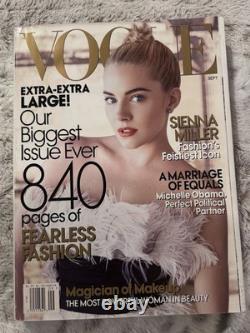 VOGUE
SEPT
EXTRA-EXTRA
LARGE!
Our
Biggest
Issue Ever
840
pages of
FEARLESS
FASHION
SIENNA
MILLER
Fashion's
Feistiest Icon
A MARRIAGE
OF EQUALS
Michelle Obama,
Perfect Political
Partner
Magician of Makeup
THE MOST POWERFUL WOMAN IN BEAUTY